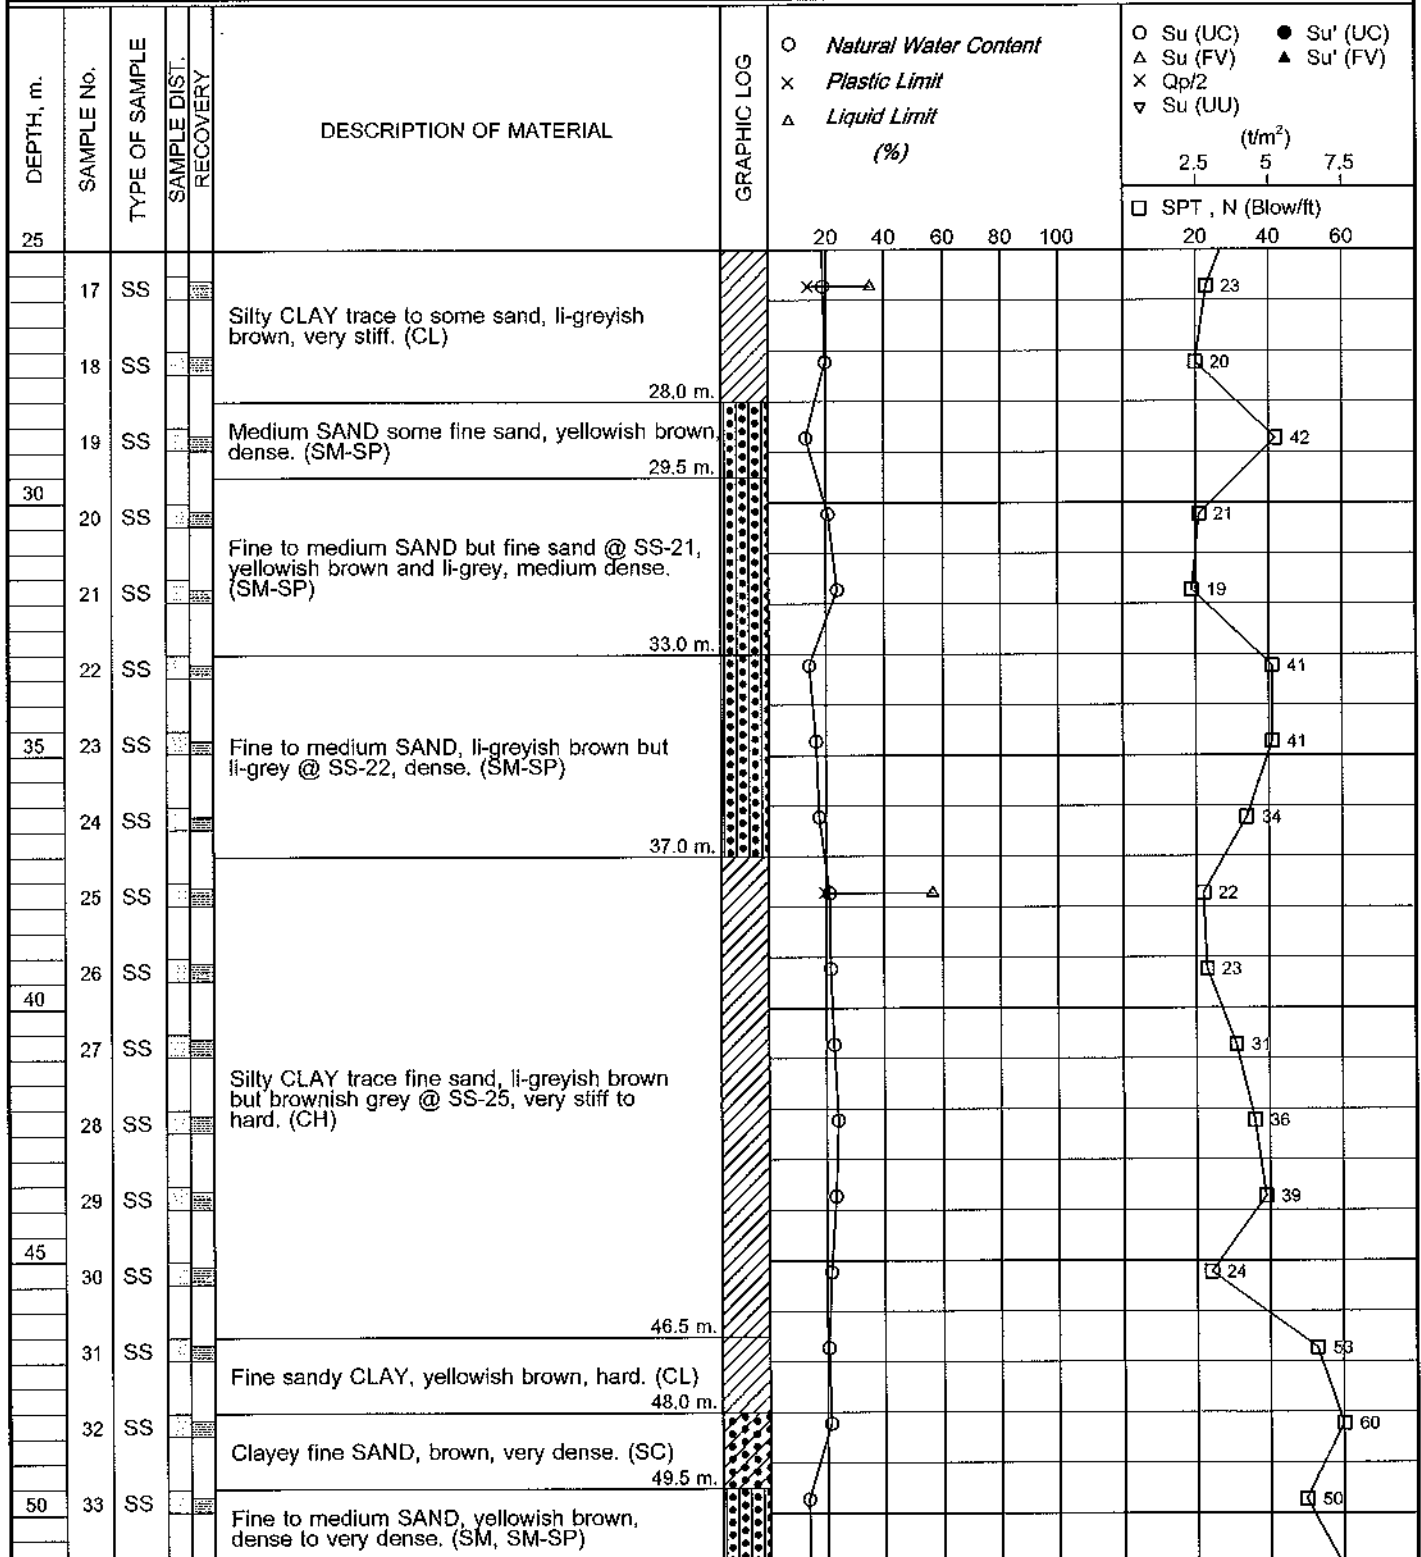 DEPTH, m.
SAMPLE No.
TYPE OF SAMPLE
SAMPLE DIST.
RECOVERY
DESCRIPTION OF MATERIAL
GRAPHIC LOG
Natural Water Content
Plastic Limit
Liquid Limit
(%)
20 40 60 80 100
Su (UC) Su' (UC)
Su (FV) Su' (FV)
Qp/2
Su (UU)
(t/m²)
2.5 5 7.5
SPT , N (Blow/ft)
20 40 60
25
17 SS 23
Silty CLAY trace to some sand, li-greyish
brown, very stiff. (CL)
18 SS 20
28.0 m.
Medium SAND some fine sand, yellowish brown,
19 SS 42
dense. (SM-SP)
29.5 m.
30
20 SS 21
Fine to medium SAND but fine sand @ SS-21,
yellowish brown and li-grey, medium dense.
(SM-SP)
21 SS 19
33.0 m.
22 SS 41
35 23 SS 41
Fine to medium SAND, li-greyish brown but
li-grey @ SS-22, dense. (SM-SP)
24 SS 34
37.0 m.
25 SS 22
26 SS 23
40
27 SS 31
Silty CLAY trace fine sand, li-greyish brown
but brownish grey @ SS-25, very stiff to
hard. (CH)
28 SS 36
29 SS 39
45
30 SS 24
46.5 m.
31 SS 53
Fine sandy CLAY, yellowish brown, hard. (CL)
48.0 m.
32 SS 60
Clayey fine SAND, brown, very dense. (SC)
49.5 m.
50 33 SS 50
Fine to medium SAND, yellowish brown,
dense to very dense. (SM, SM-SP)